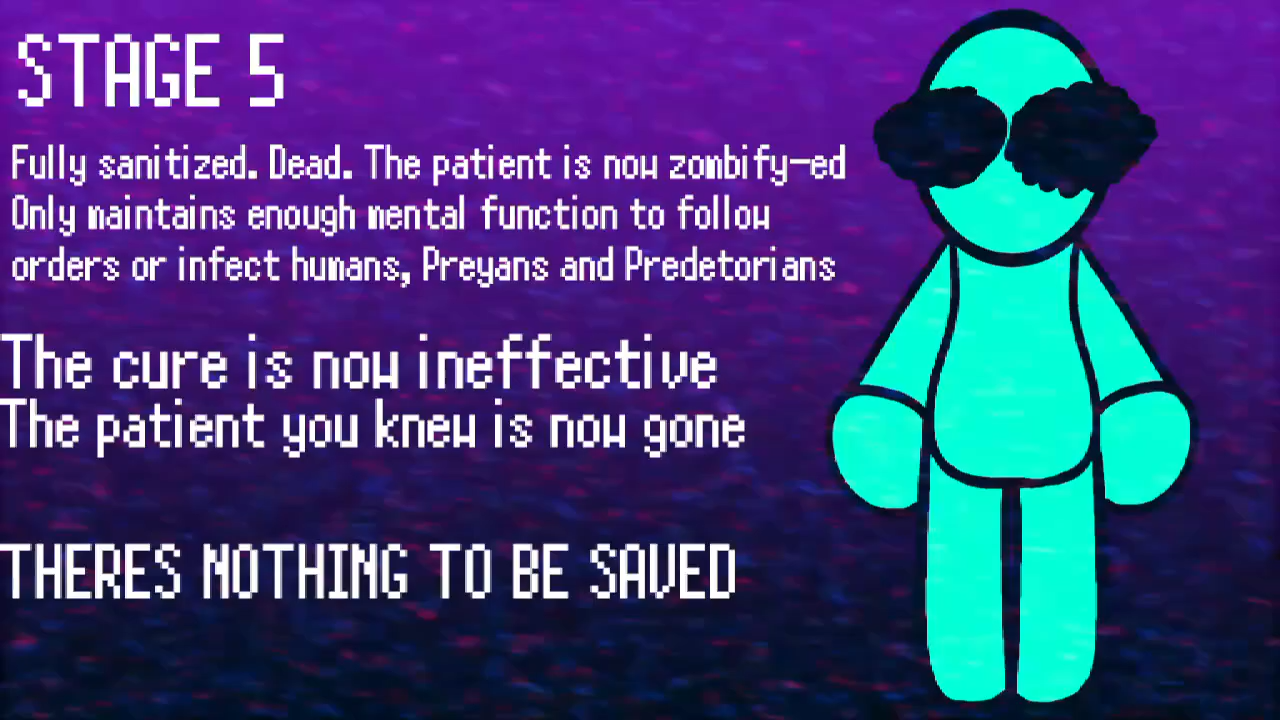 STAGE 5
Fully sanitized. Dead. The patient is now zombify-ed
Only maintains enough mental function to follow
orders or infect humans, Preyans and Predetorians
The cure is now ineffective
The patient you knew is now gone
THERES NOTHING TO BE SAVED